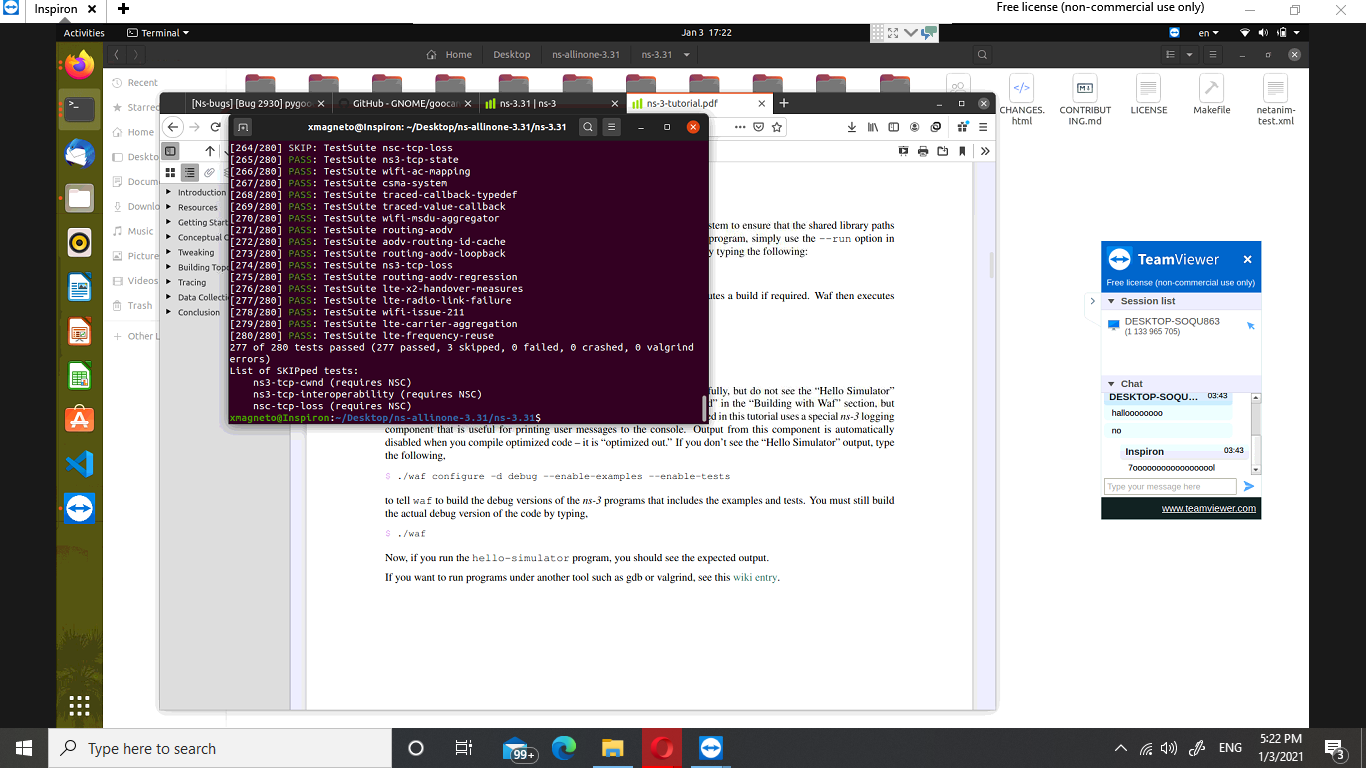 Inspiron
Free license (non-commercial use only)
Activities
Terminal
Jan 3 17:22
en
Home
Desktop
ns-allinone-3.31
ns-3.31
Recent
Starred
Home
Desktop
Music
Videos
Trash
CHANGES.
html
CONTRIBUT
ING.md
LICENSE
Makefile
netanim-
test.xml
[Ns-bugs] [Bug 2930] pygoo
GitHub - GNOME/goocan
ns-3.31 | ns-3
ns-3-tutorial.pdf
xmagneto@Inspiron: ~/Desktop/ns-allinone-3.31/ns-3.31
[264/280] SKIP: TestSuite nsc-tcp-loss
[265/280] PASS: TestSuite ns3-tcp-state
[266/280] PASS: TestSuite wifi-ac-mapping
[267/280] PASS: TestSuite csma-system
[268/280] PASS: TestSuite traced-callback-typedef
[269/280] PASS: TestSuite traced-value-callback
[270/280] PASS: TestSuite wifi-msdu-aggregator
[271/280] PASS: TestSuite routing-aodv
[272/280] PASS: TestSuite aodv-routing-id-cache
[273/280] PASS: TestSuite routing-aodv-loopback
[274/280] PASS: TestSuite ns3-tcp-loss
[275/280] PASS: TestSuite routing-aodv-regression
[276/280] PASS: TestSuite lte-x2-handover-measures
[277/280] PASS: TestSuite lte-radio-link-failure
[278/280] PASS: TestSuite wifi-issue-211
[279/280] PASS: TestSuite lte-carrier-aggregation
[280/280] PASS: TestSuite lte-frequency-reuse
277 of 280 tests passed (277 passed, 3 skipped, 0 failed, 0 crashed, 0 valgrind
errors)
List of SKIPped tests:
ns3-tcp-cwnd (requires NSC)
ns3-tcp-interoperability (requires NSC)
nsc-tcp-loss (requires NSC)
xmagneto@Inspiron:~/Desktop/ns-allinone-3.31/ns-3.31$
Introduction
Resources
Getting Start
Conceptual O
Tweaking
Building Topo
Tracing
Data Collecti
Conclusion
Other L
stem to ensure that the shared library paths
program, simply use the --run option in
y typing the following:
utes a build if required. Waf then executes
fully, but do not see the “Hello Simulator”
d” in the “Building with Waf” section, but
ed in this tutorial uses a special ns-3 logging
component that is useful for printing user messages to the console. Output from this component is automatically
disabled when you compile optimized code – it is “optimized out.” If you don’t see the “Hello Simulator” output, type
the following,
$ ./waf configure -d debug --enable-examples --enable-tests
to tell waf to build the debug versions of the ns-3 programs that includes the examples and tests. You must still build
the actual debug version of the code by typing,
$ ./waf
Now, if you run the hello-simulator program, you should see the expected output.
If you want to run programs under another tool such as gdb or valgrind, see this wiki entry.
TeamViewer
Free license (non-commercial use only)
Session list
DESKTOP-SOQU863
(1 133 965 705)
Chat
DESKTOP-SOQU... 03:43
halloooooooo
no
Inspiron 03:43
7ooooooooooooooooool
Type your message here
www.teamviewer.com
Type here to search
99+
ENG
5:22 PM
1/3/2021
3